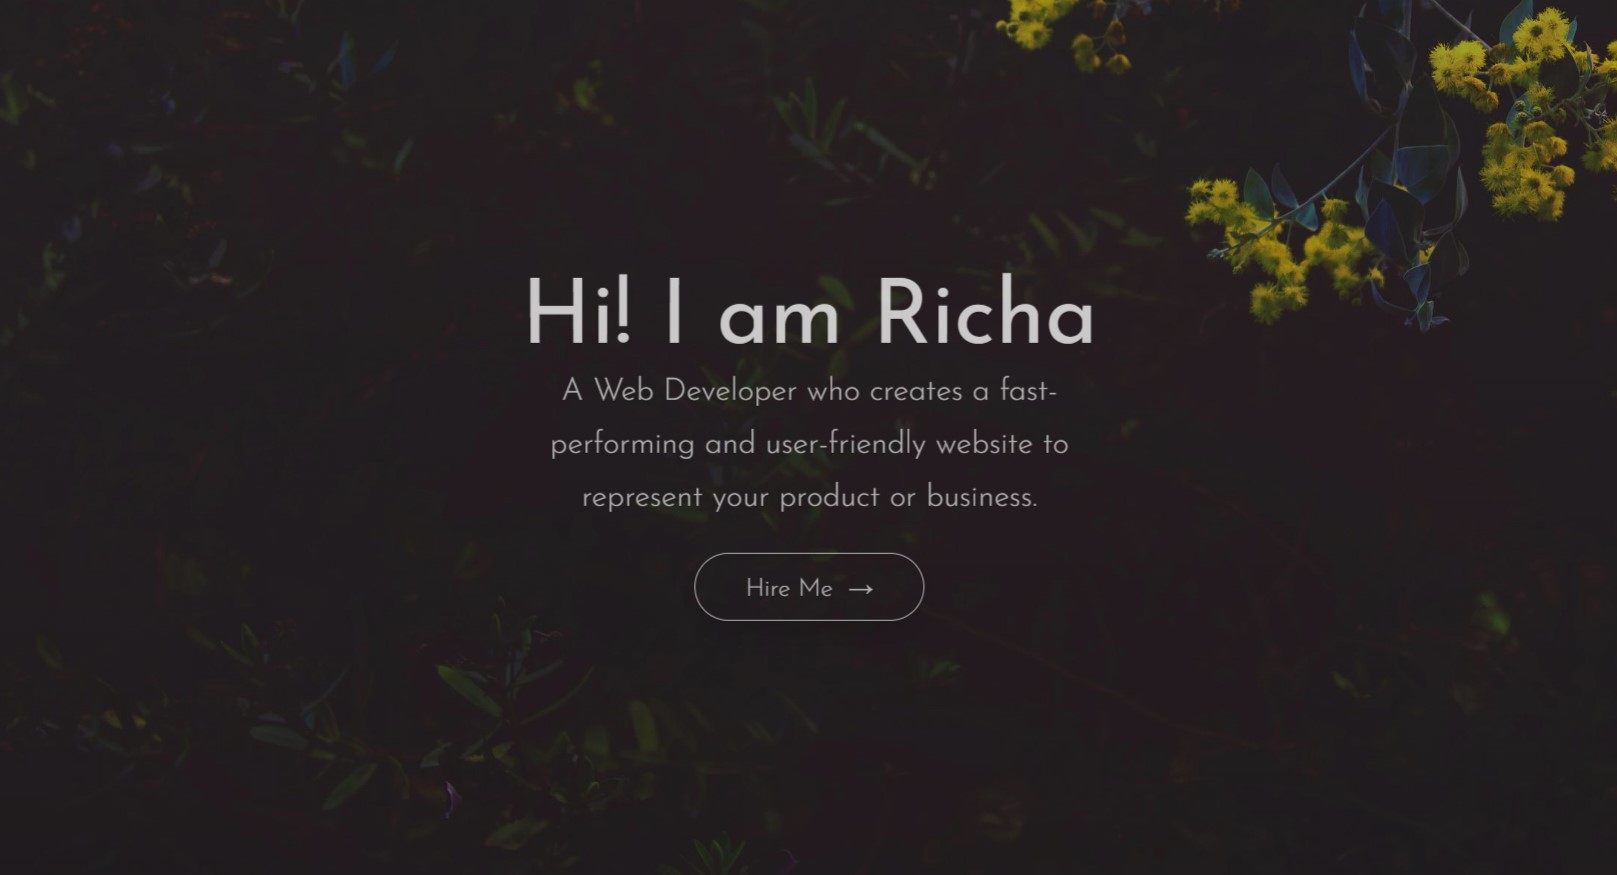 Hi! I am Richa
A Web Developer who creates a fast-
performing and user-friendly website to
represent your product or business.
Hire Me →